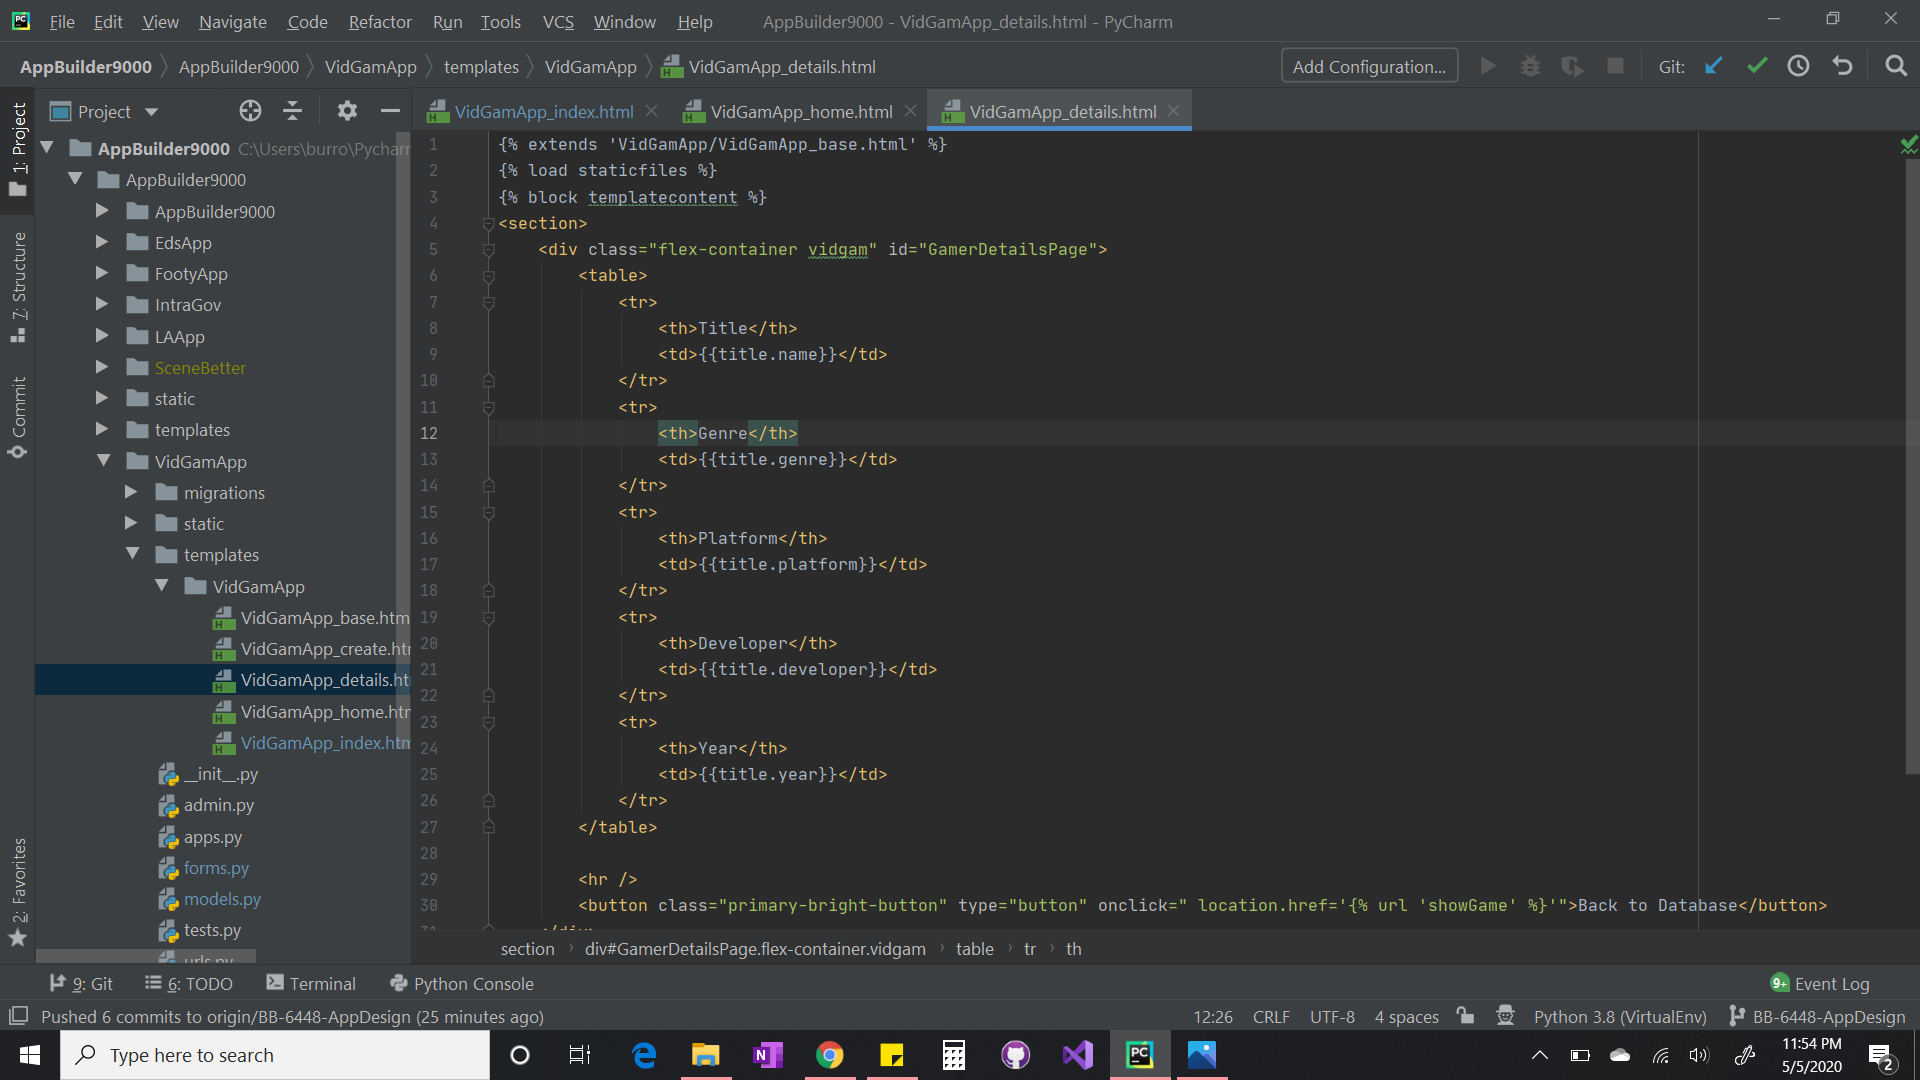 File Edit View Navigate Code Refactor Run Tools VCS Window Help AppBuilder9000 - VidGamApp_details.html - PyCharm
AppBuilder9000 AppBuilder9000 VidGamApp templates VidGamApp VidGamApp_details.html Add Configuration... Git:
1: Project
7: Structure
Commit
2: Favorites
Project
AppBuilder9000 C:\Users\burro\Pychar
AppBuilder9000
AppBuilder9000
EdsApp
FootyApp
IntraGov
LAApp
SceneBetter
static
templates
VidGamApp
migrations
static
templates
VidGamApp
VidGamApp_base.htm
VidGamApp_create.ht
VidGamApp_details.ht
VidGamApp_home.ht
VidGamApp_index.htm
__init__.py
admin.py
apps.py
forms.py
models.py
tests.py
urls.py
VidGamApp_index.html VidGamApp_home.html VidGamApp_details.html
1 {% extends 'VidGamApp/VidGamApp_base.html' %}
2 {% load staticfiles %}
3 {% block templatecontent %}
4 <section>
5 <div class="flex-container vidgam" id="GamerDetailsPage">
6 <table>
7 <tr>
8 <th>Title</th>
9 <td>{{title.name}}</td>
10 </tr>
11 <tr>
12 <th>Genre</th>
13 <td>{{title.genre}}</td>
14 </tr>
15 <tr>
16 <th>Platform</th>
17 <td>{{title.platform}}</td>
18 </tr>
19 <tr>
20 <th>Developer</th>
21 <td>{{title.developer}}</td>
22 </tr>
23 <tr>
24 <th>Year</th>
25 <td>{{title.year}}</td>
26 </tr>
27 </table>
28
29 <hr />
30 <button class="primary-bright-button" type="button" onclick=" location.href='{% url 'showGame' %}'">Back to Database</button>
31 </div>
section div#GamerDetailsPage.flex-container.vidgam table tr th
9: Git 6: TODO Terminal Python Console 9+ Event Log
Pushed 6 commits to origin/BB-6448-AppDesign (25 minutes ago) 12:26 CRLF UTF-8 4 spaces Python 3.8 (VirtualEnv) BB-6448-AppDesign
Type here to search
11:54 PM
5/5/2020
2